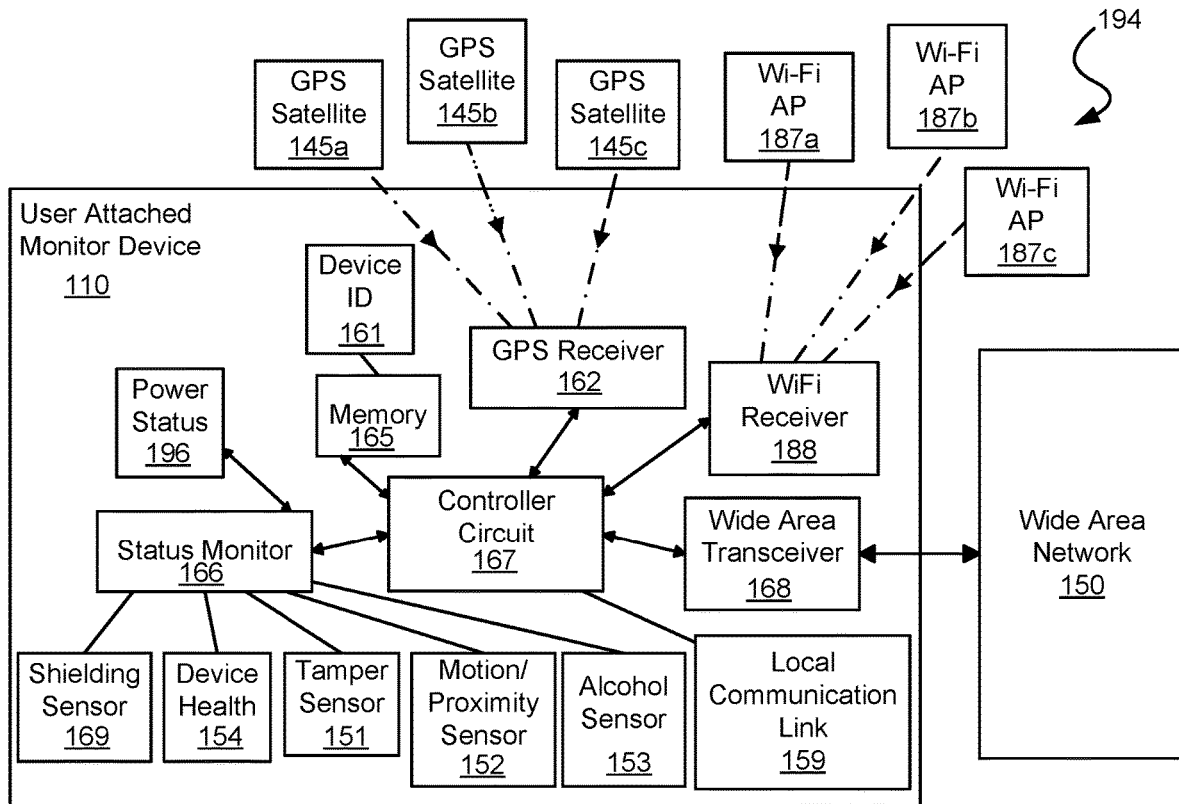 194
GPS
Satellite
145a
GPS
Satellite
145b
GPS
Satellite
145c
Wi-Fi
AP
187a
Wi-Fi
AP
187b
Wi-Fi
AP
187c
User Attached
Monitor Device
110
Device
ID
161
GPS Receiver
162
WiFi
Receiver
188
Power
Status
196
Memory
165
Controller
Circuit
167
Wide Area
Transceiver
168
Wide Area
Network
150
Status Monitor
166
Shielding
Sensor
169
Device
Health
154
Tamper
Sensor
151
Motion/
Proximity
Sensor
152
Alcohol
Sensor
153
Local
Communication
Link
159